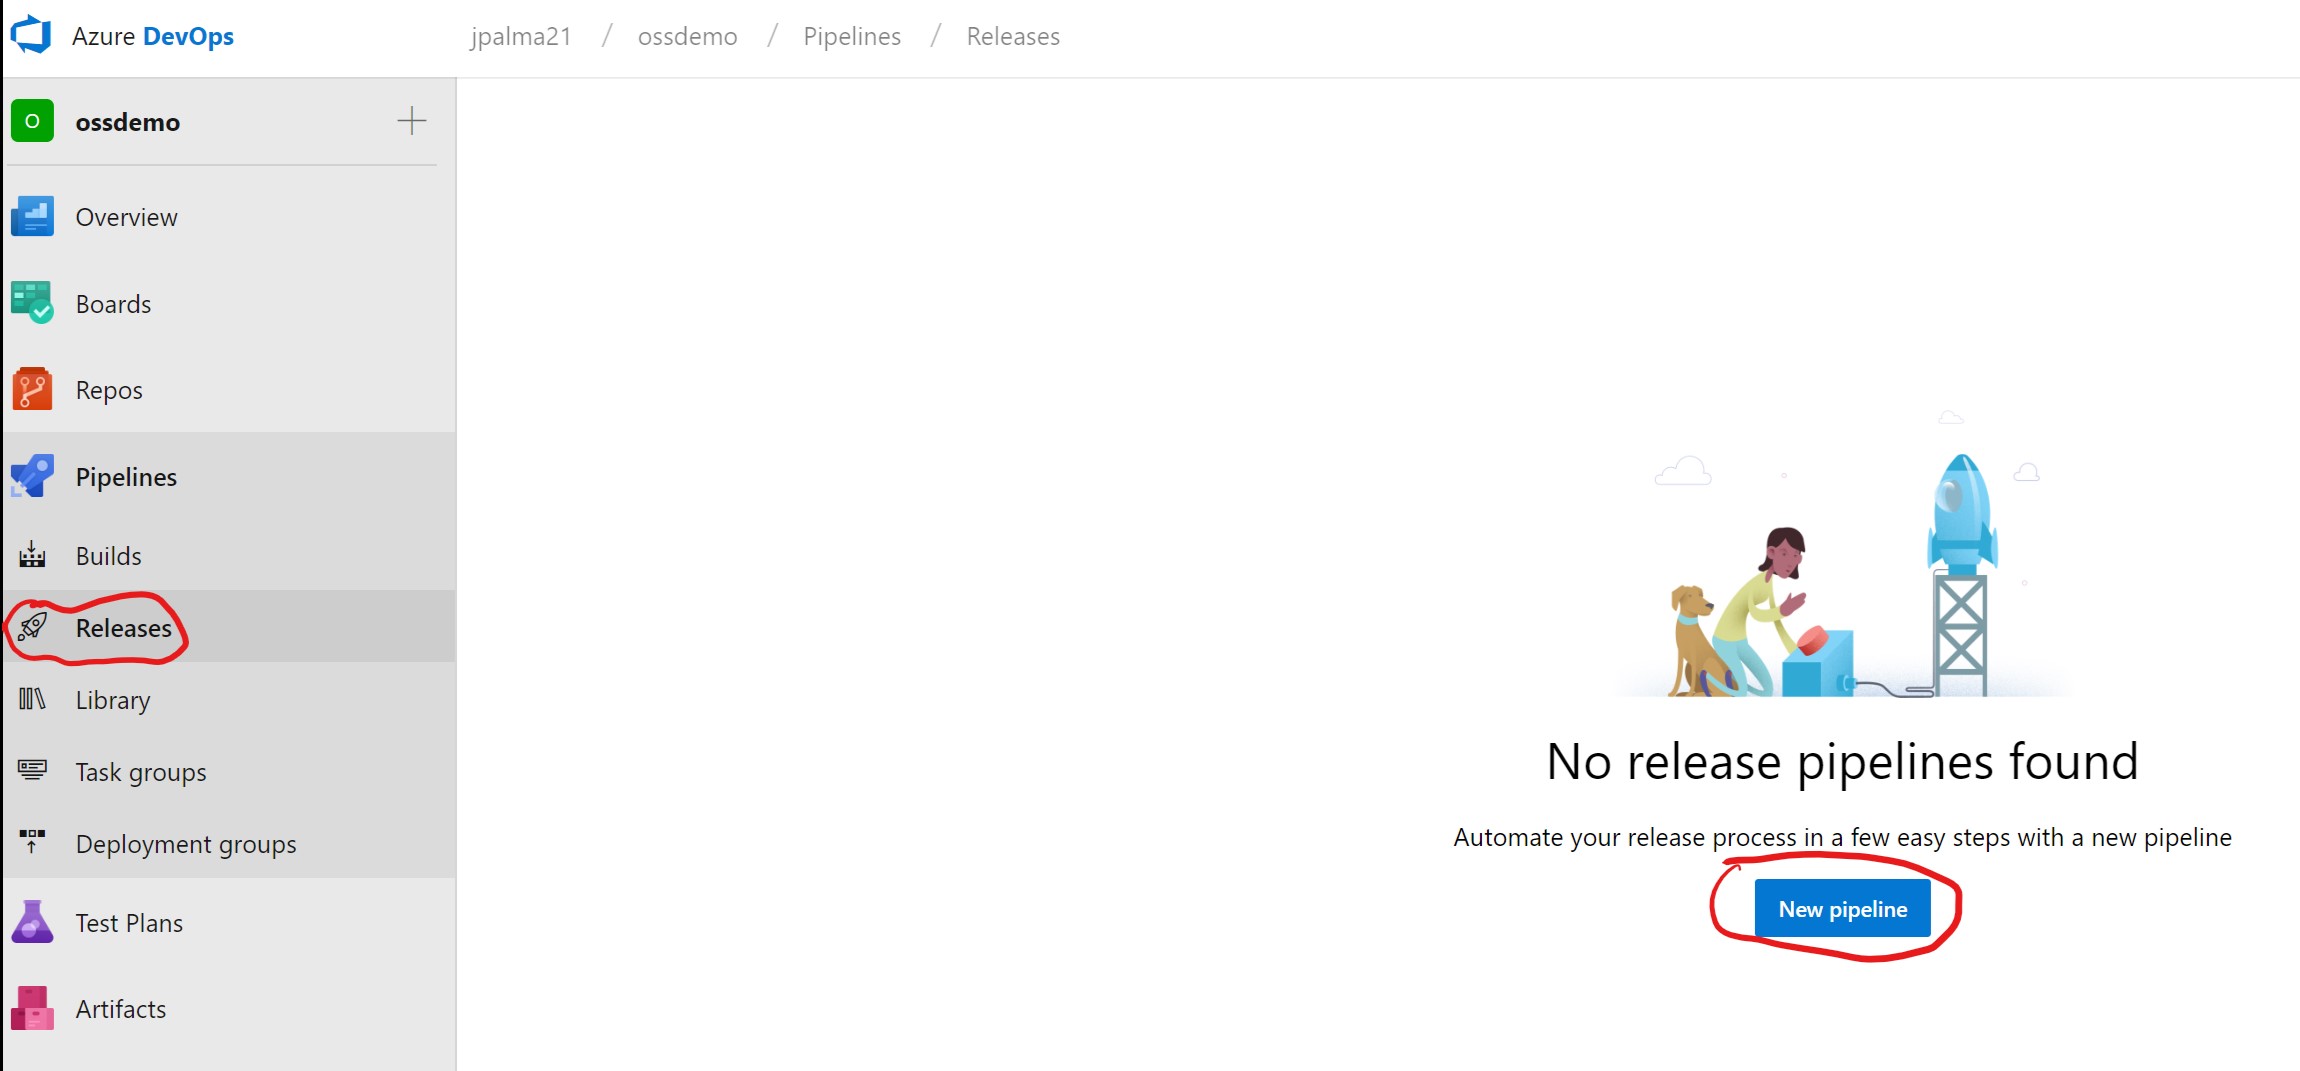 Azure DevOps
jpalma21 / ossdemo / Pipelines / Releases
O ossdemo
Overview
Boards
Repos
Pipelines
Builds
Releases
Library
Task groups
Deployment groups
Test Plans
Artifacts
No release pipelines found
Automate your release process in a few easy steps with a new pipeline
New pipeline